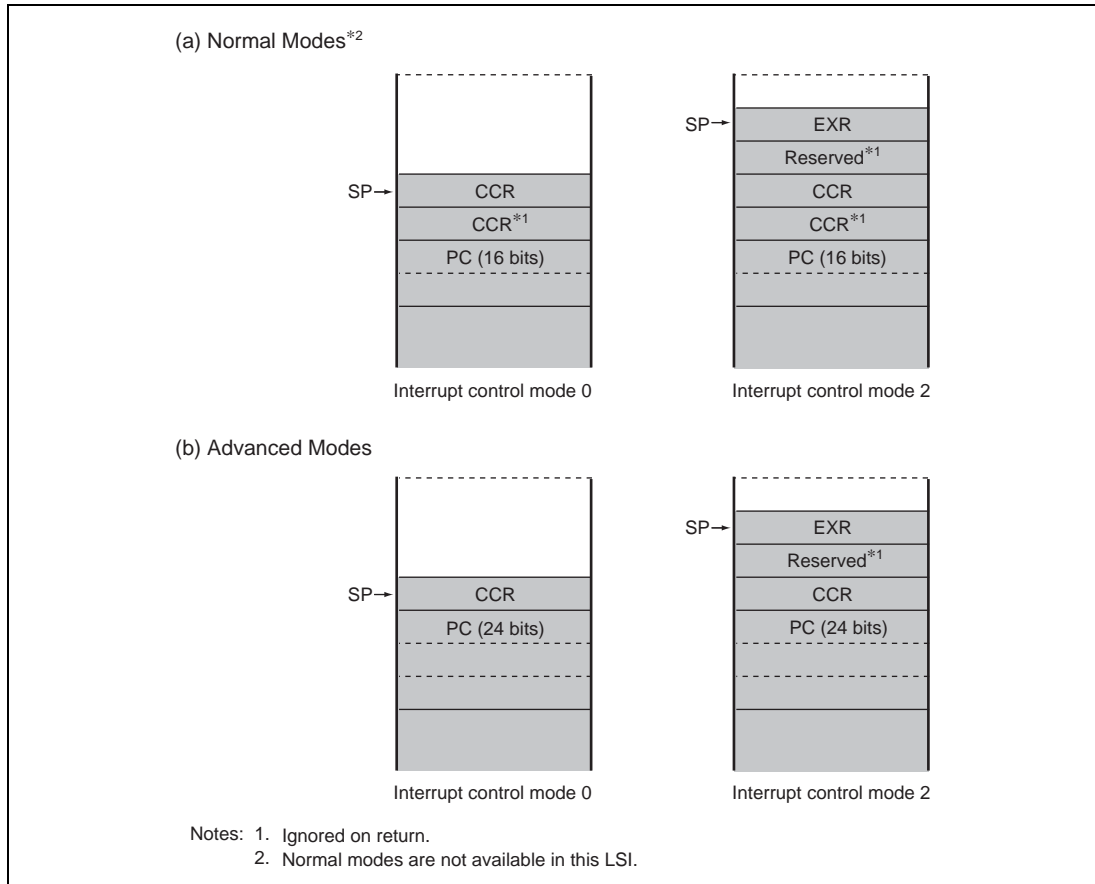 (a) Normal Modes*2
SP→ CCR
CCR*1
PC (16 bits)
Interrupt control mode 0
SP→ EXR
Reserved*1
CCR
CCR*1
PC (16 bits)
Interrupt control mode 2
(b) Advanced Modes
SP→ CCR
PC (24 bits)
Interrupt control mode 0
SP→ EXR
Reserved*1
CCR
PC (24 bits)
Interrupt control mode 2
Notes: 1. Ignored on return.
2. Normal modes are not available in this LSI.